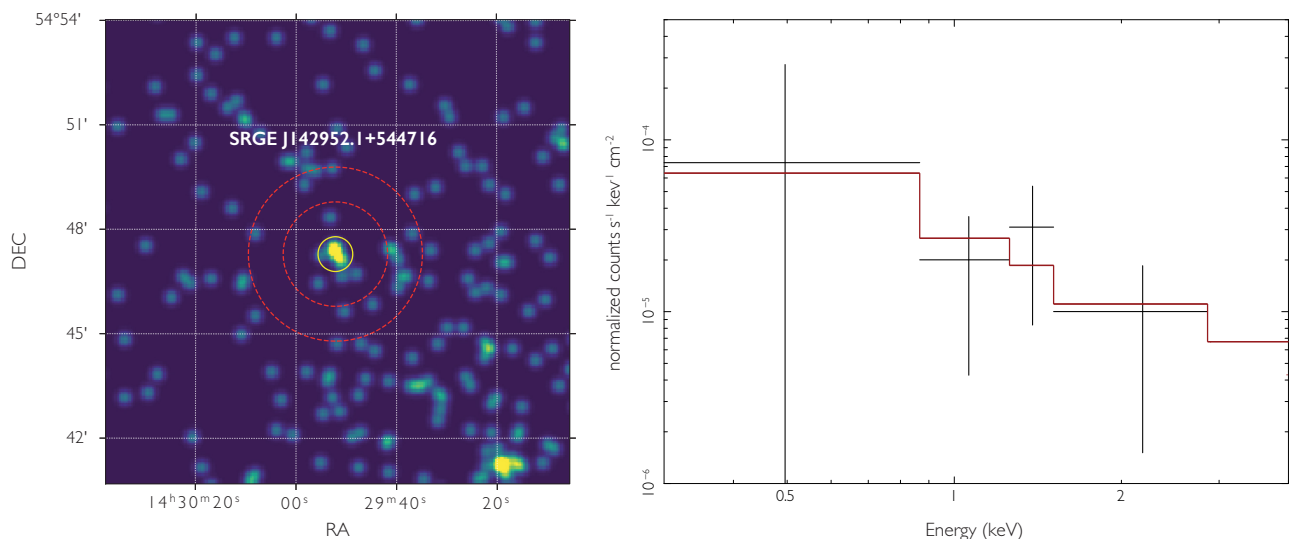 54°54'
51'
48'
45'
42'
DEC
SRGE J142952.1+544716
14ʰ30ᵐ20ˢ
00ˢ
29ᵐ40ˢ
20ˢ
RA
normalized counts s⁻¹ keV⁻¹ cm⁻²
10⁻⁴
10⁻⁵
10⁻⁶
0.5
1
2
Energy (keV)